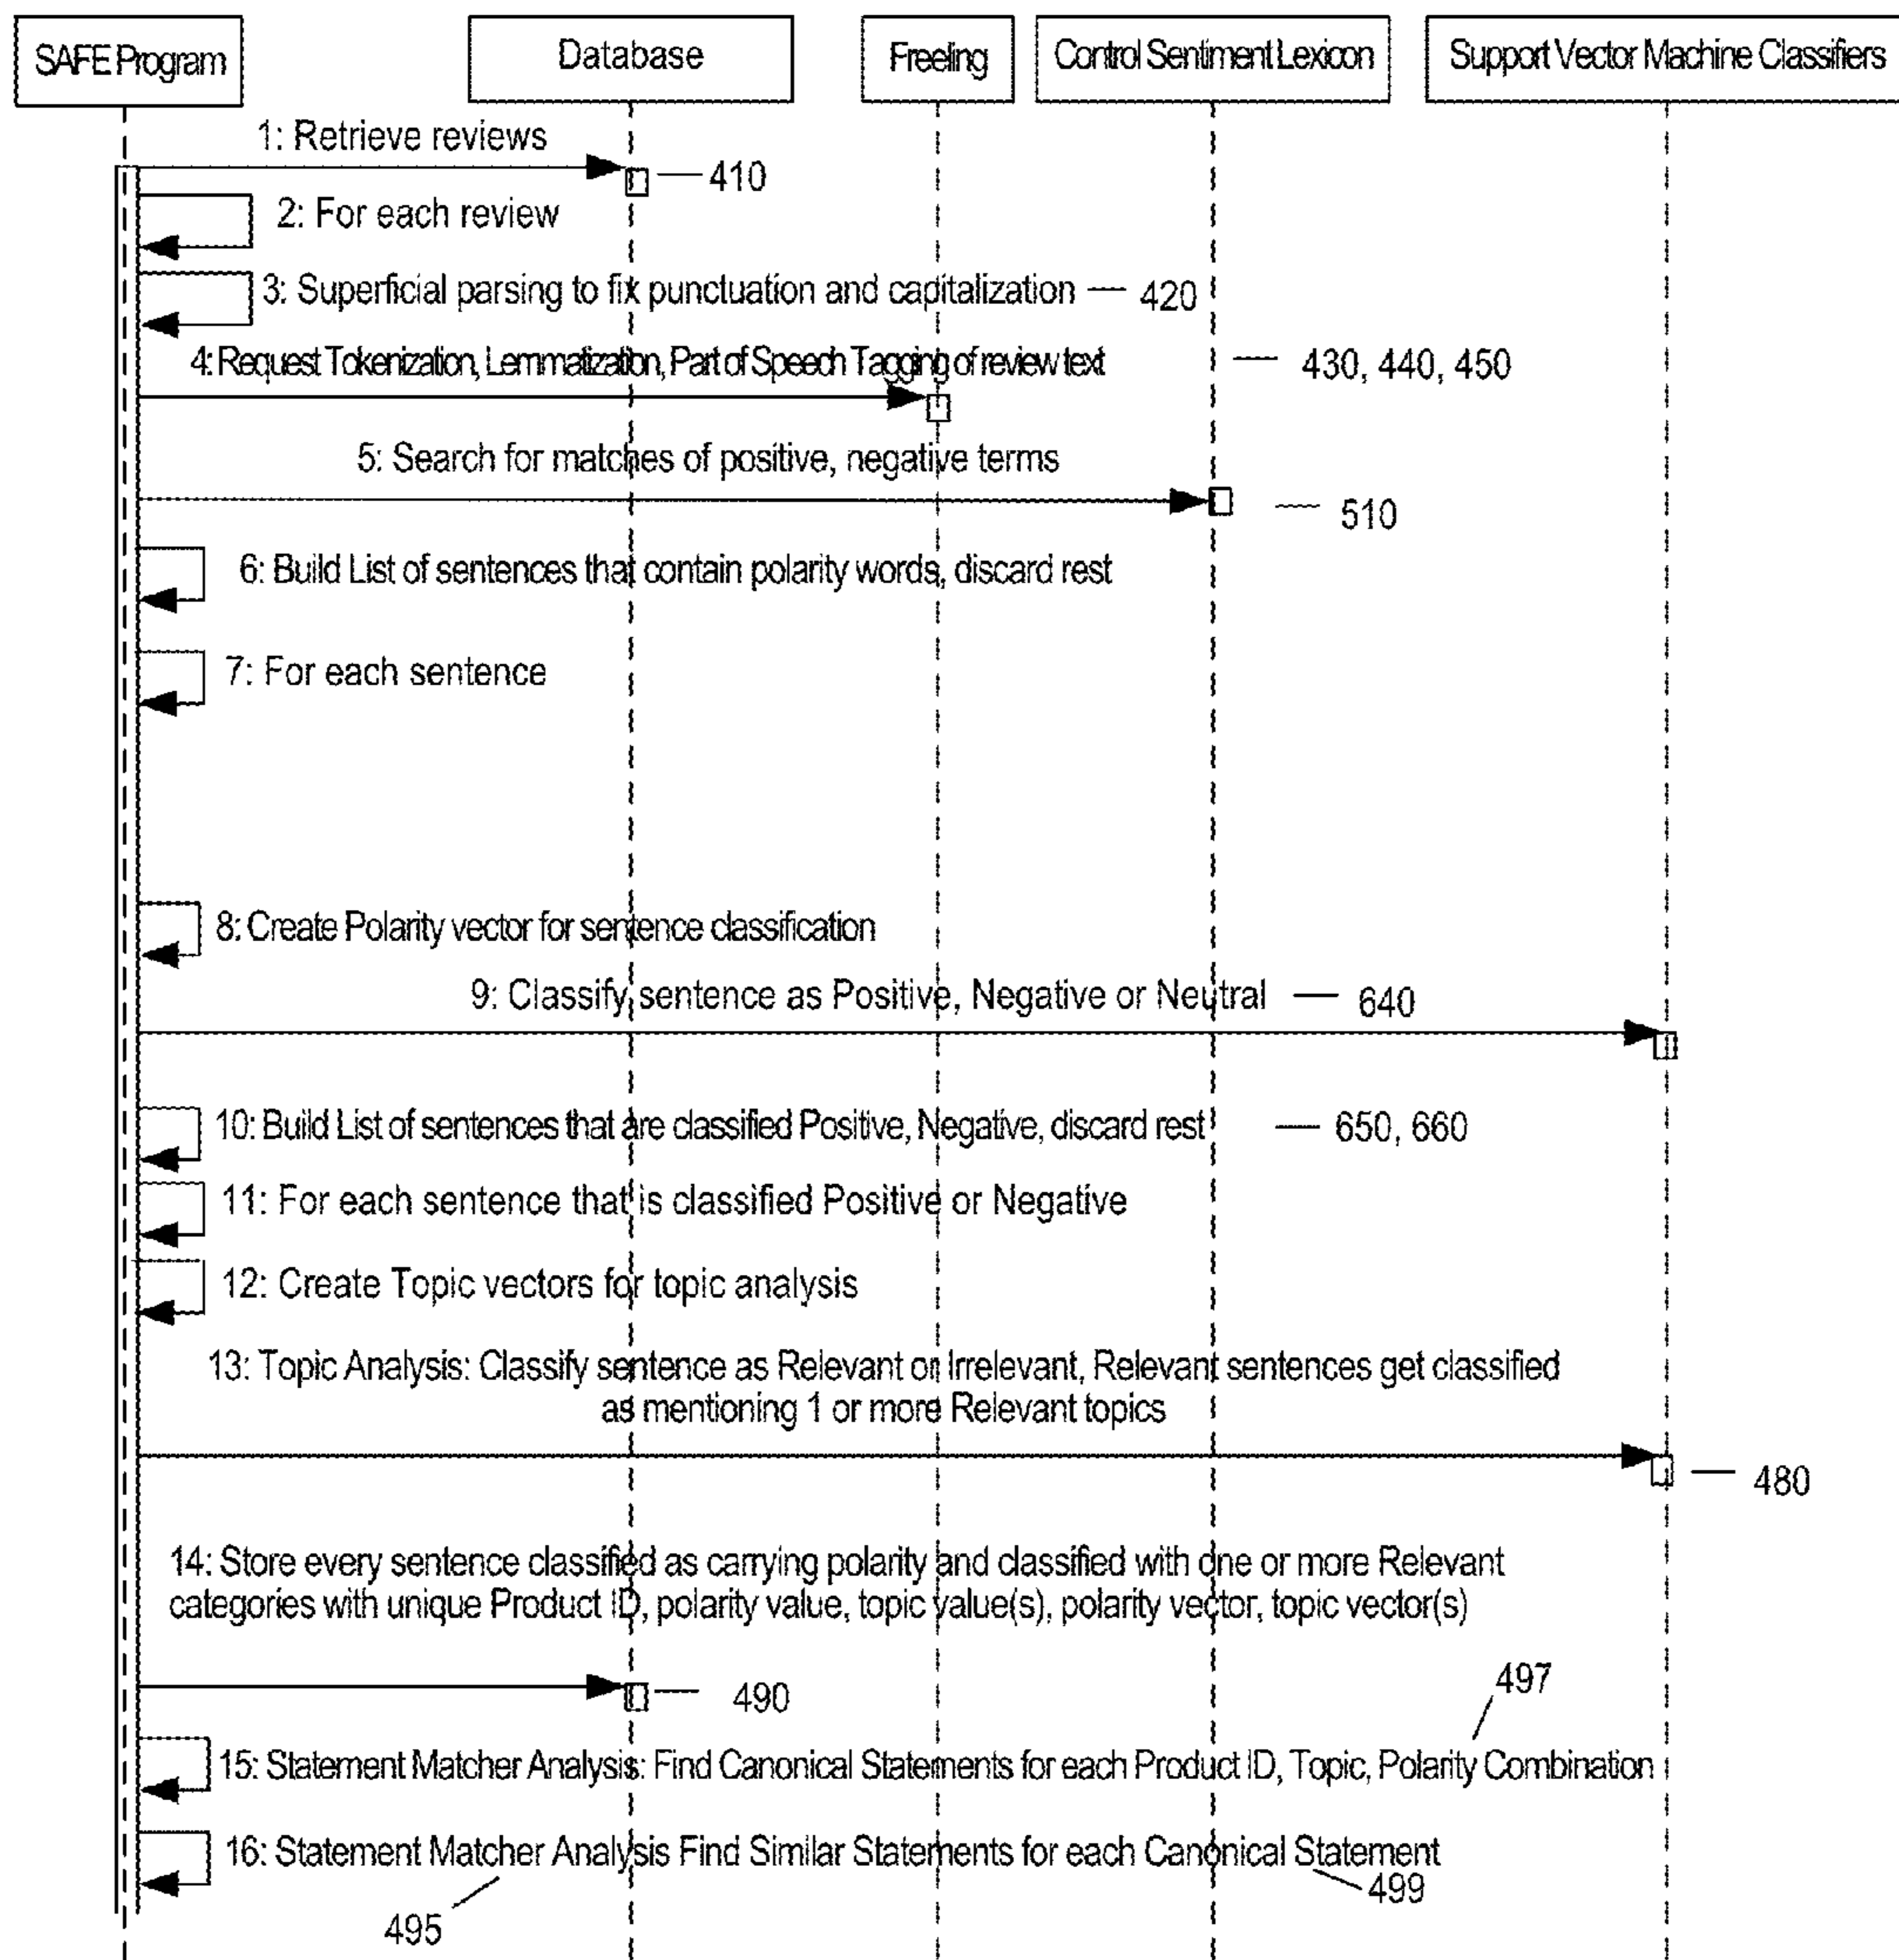 SAFE Program
Database
Freeling
Control Sentiment Lexicon
Support Vector Machine Classifiers
1: Retrieve reviews
410
2: For each review
3: Superficial parsing to fix punctuation and capitalization
420
4: Request Tokenization, Lemmatization, Part of Speech Tagging of review text
430, 440, 450
5: Search for matches of positive, negative terms
510
6: Build List of sentences that contain polarity words, discard rest
7: For each sentence
8: Create Polarity vector for sentence classification
9: Classify sentence as Positive, Negative or Neutral
640
10: Build List of sentences that are classified Positive, Negative, discard rest
650, 660
11: For each sentence that is classified Positive or Negative
12: Create Topic vectors for topic analysis
13: Topic Analysis: Classify sentence as Relevant or Irrelevant, Relevant sentences get classified
as mentioning 1 or more Relevant topics
480
14: Store every sentence classified as carrying polarity and classified with one or more Relevant
categories with unique Product ID, polarity value, topic value(s), polarity vector, topic vector(s)
490
497
15: Statement Matcher Analysis: Find Canonical Statements for each Product ID, Topic, Polarity Combination
16: Statement Matcher Analysis Find Similar Statements for each Canonical Statement
495
499